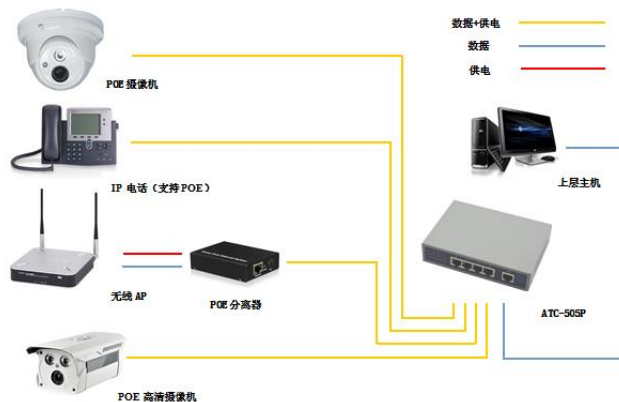 数据+供电
数据
供电
POE 摄像机
IP 电话（支持 POE）
上层主机
无线 AP
POE 分离器
ATC-505P
POE 高清摄像机